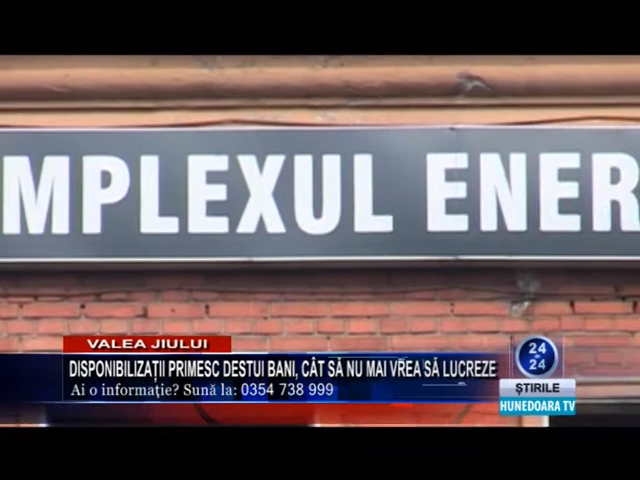 MPLEXUL ENER
VALEA JIULUI
DISPONIBILIZAȚII PRIMESC DESTUI BANI, CÂT SĂ NU MAI VREA SĂ LUCREZE
Ai o informație? Sună la: 0354 738 999
24
24
ȘTIRILE
HUNEDOARA TV